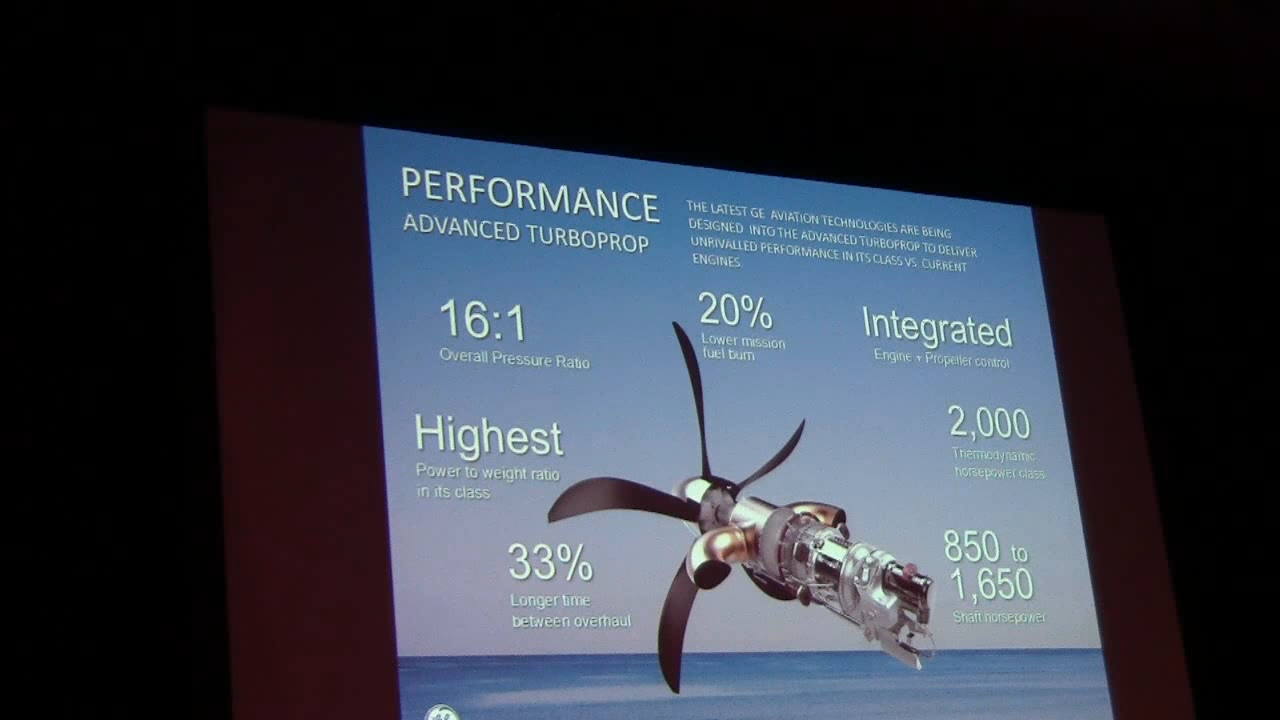 PERFORMANCE
ADVANCED TURBOPROP
THE LATEST GE AVIATION TECHNOLOGIES ARE BEING
DESIGNED INTO THE ADVANCED TURBOPROP TO DELIVER
UNRIVALLED PERFORMANCE IN ITS CLASS VS. CURRENT
ENGINES.
16:1
Overall Pressure Ratio
20%
Lower mission
fuel burn
Integrated
Engine + Propeller control
Highest
Power to weight ratio
in its class
2,000
Thermodynamic
horsepower class
33%
Longer time
between overhaul
850 to
1,650
Shaft horsepower